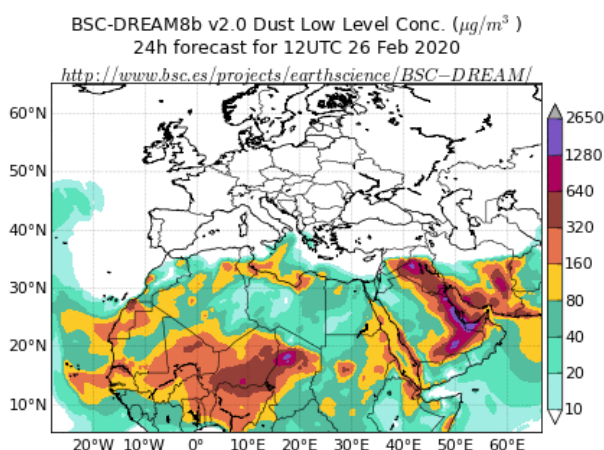 BSC-DREAM8b v2.0 Dust Low Level Conc. (μg/m³ )
24h forecast for 12UTC 26 Feb 2020
http://www.bsc.es/projects/earthscience/BSC−DREAM/
60°N
50°N
40°N
30°N
20°N
10°N
20°W 10°W 0° 10°E 20°E 30°E 40°E 50°E 60°E
2650
1280
640
320
160
80
40
20
10